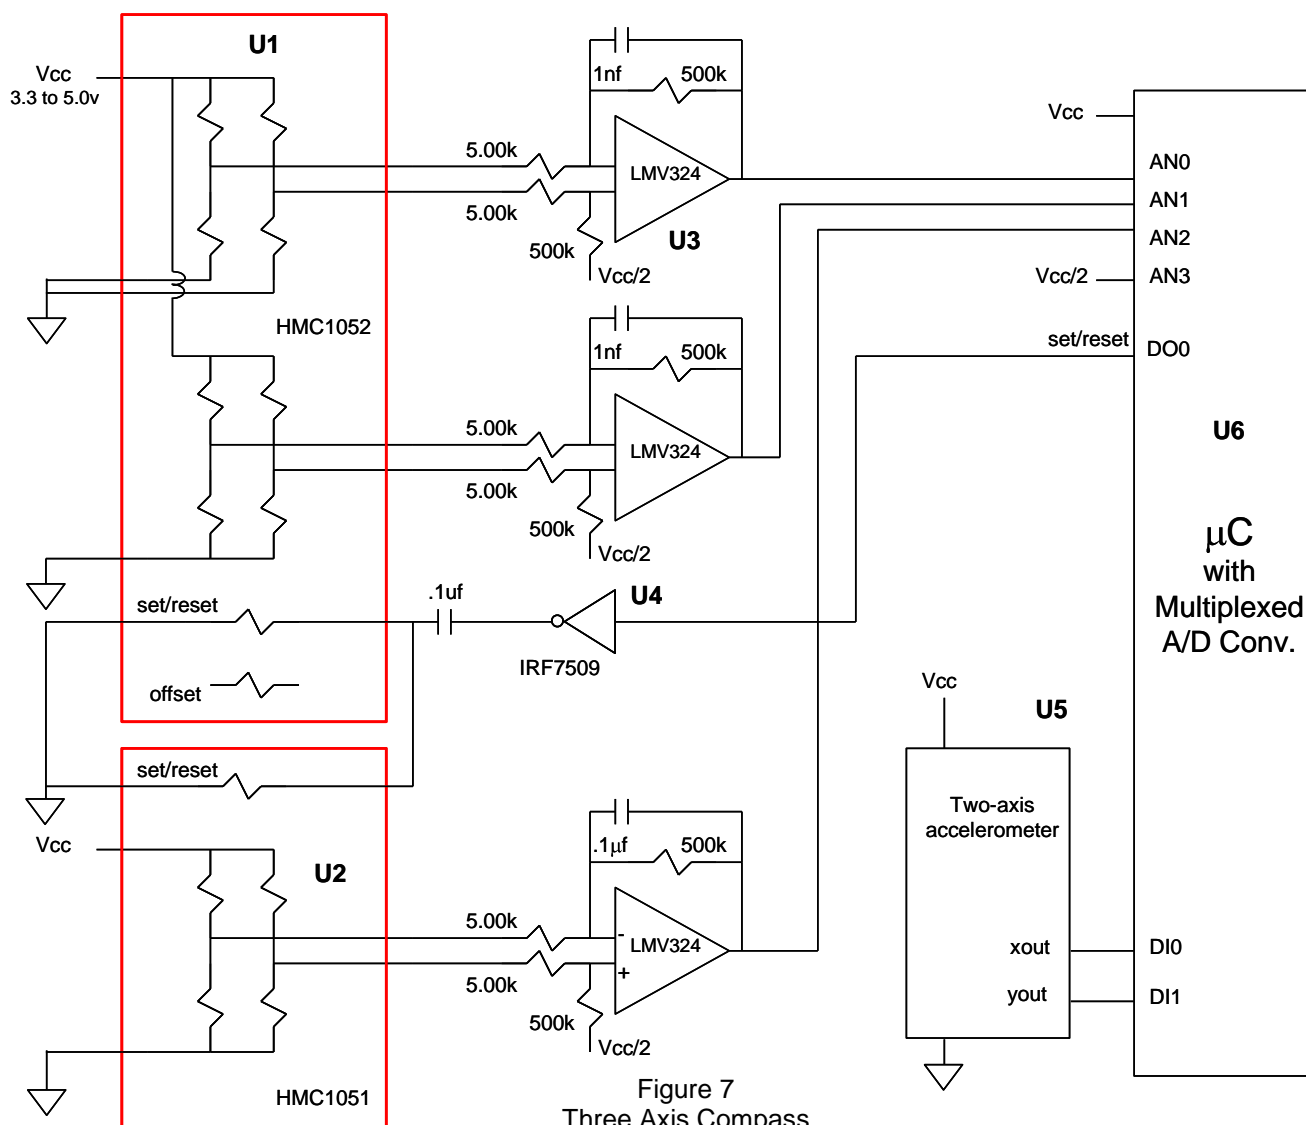 U1
Vcc
3.3 to 5.0v
1nf
500k
5.00k
LMV324
5.00k
U3
500k
Vcc/2
HMC1052
Vcc
AN0
AN1
AN2
Vcc/2
AN3
set/reset
DO0
1nf
500k
5.00k
LMV324
5.00k
500k
Vcc/2
U6
μC
with
Multiplexed
A/D Conv.
set/reset
.1uf
U4
IRF7509
offset
Vcc
U5
set/reset
Two-axis
accelerometer
xout
DI0
yout
DI1
Vcc
U2
.1μf
500k
5.00k
-
LMV324
+
5.00k
500k
Vcc/2
HMC1051
Figure 7
Three Axis Compass